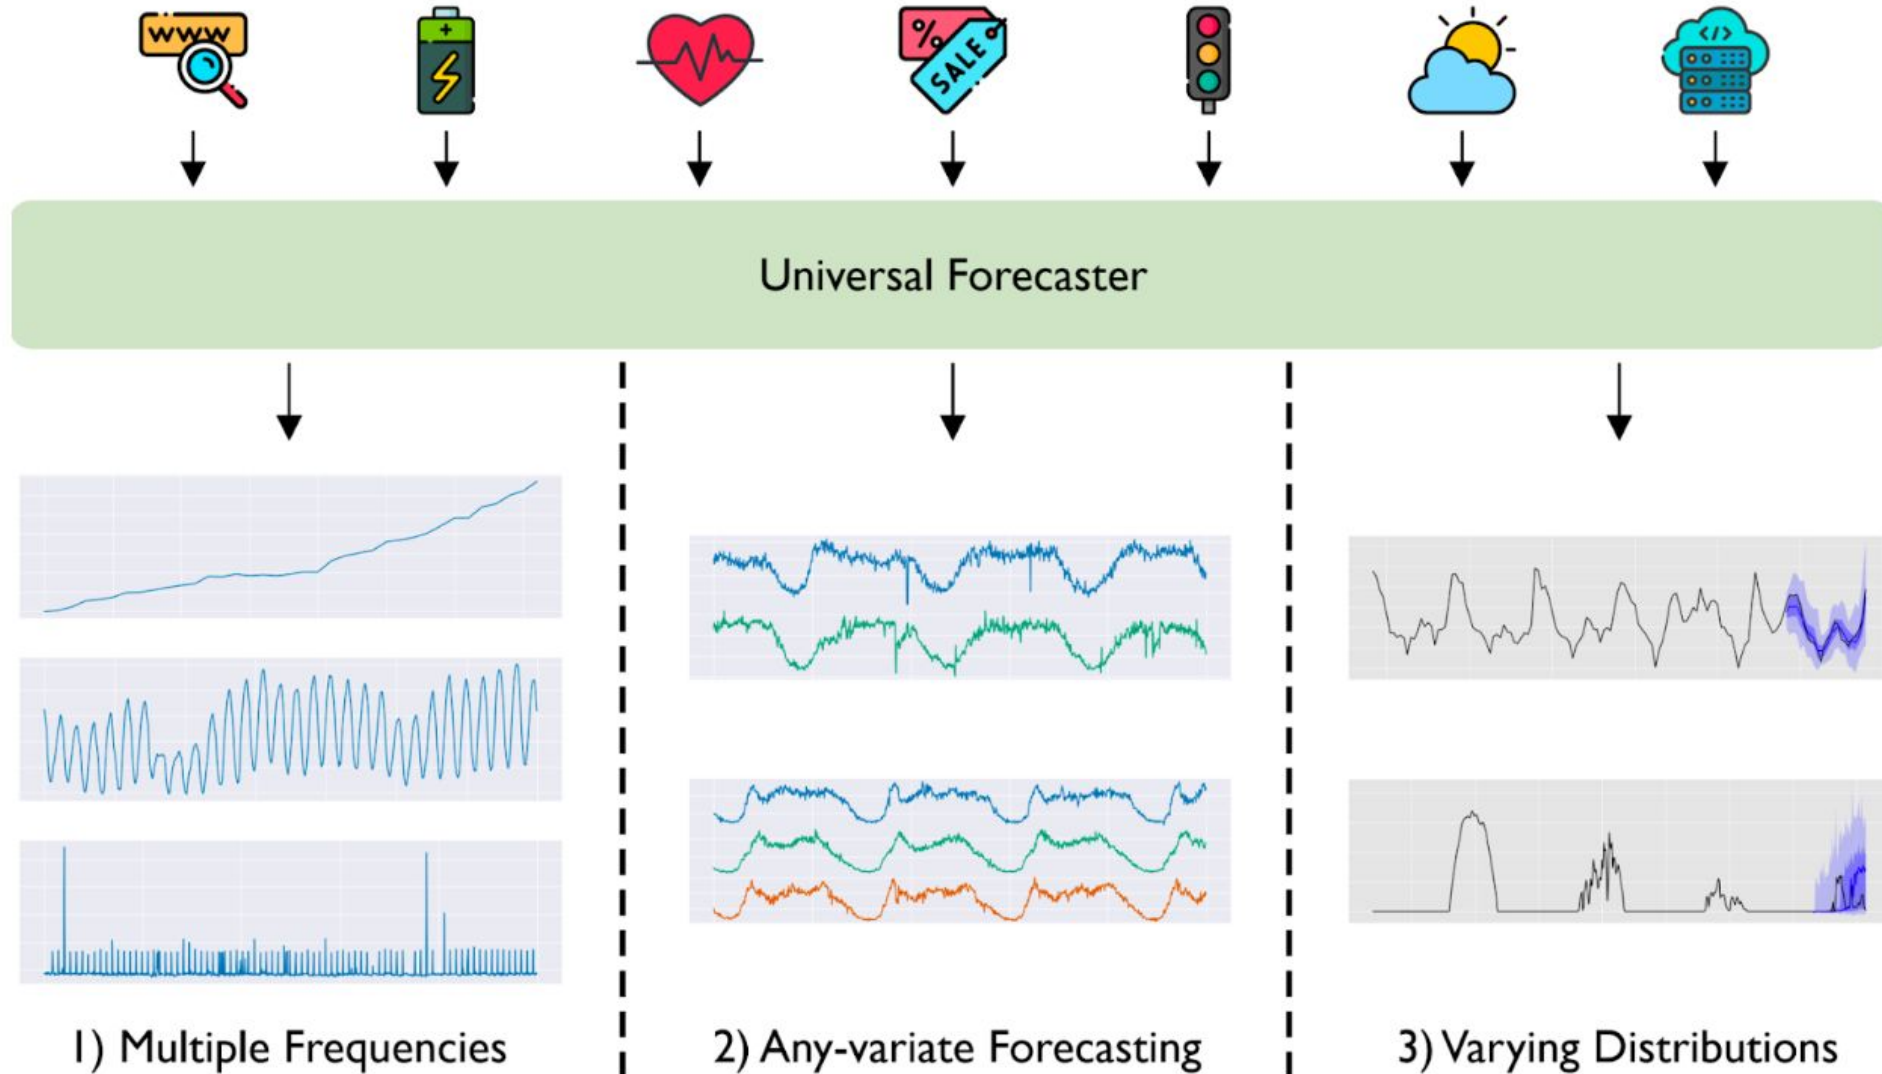 WWW
+
%
SALE
</>
Universal Forecaster
1) Multiple Frequencies
2) Any-variate Forecasting
3) Varying Distributions